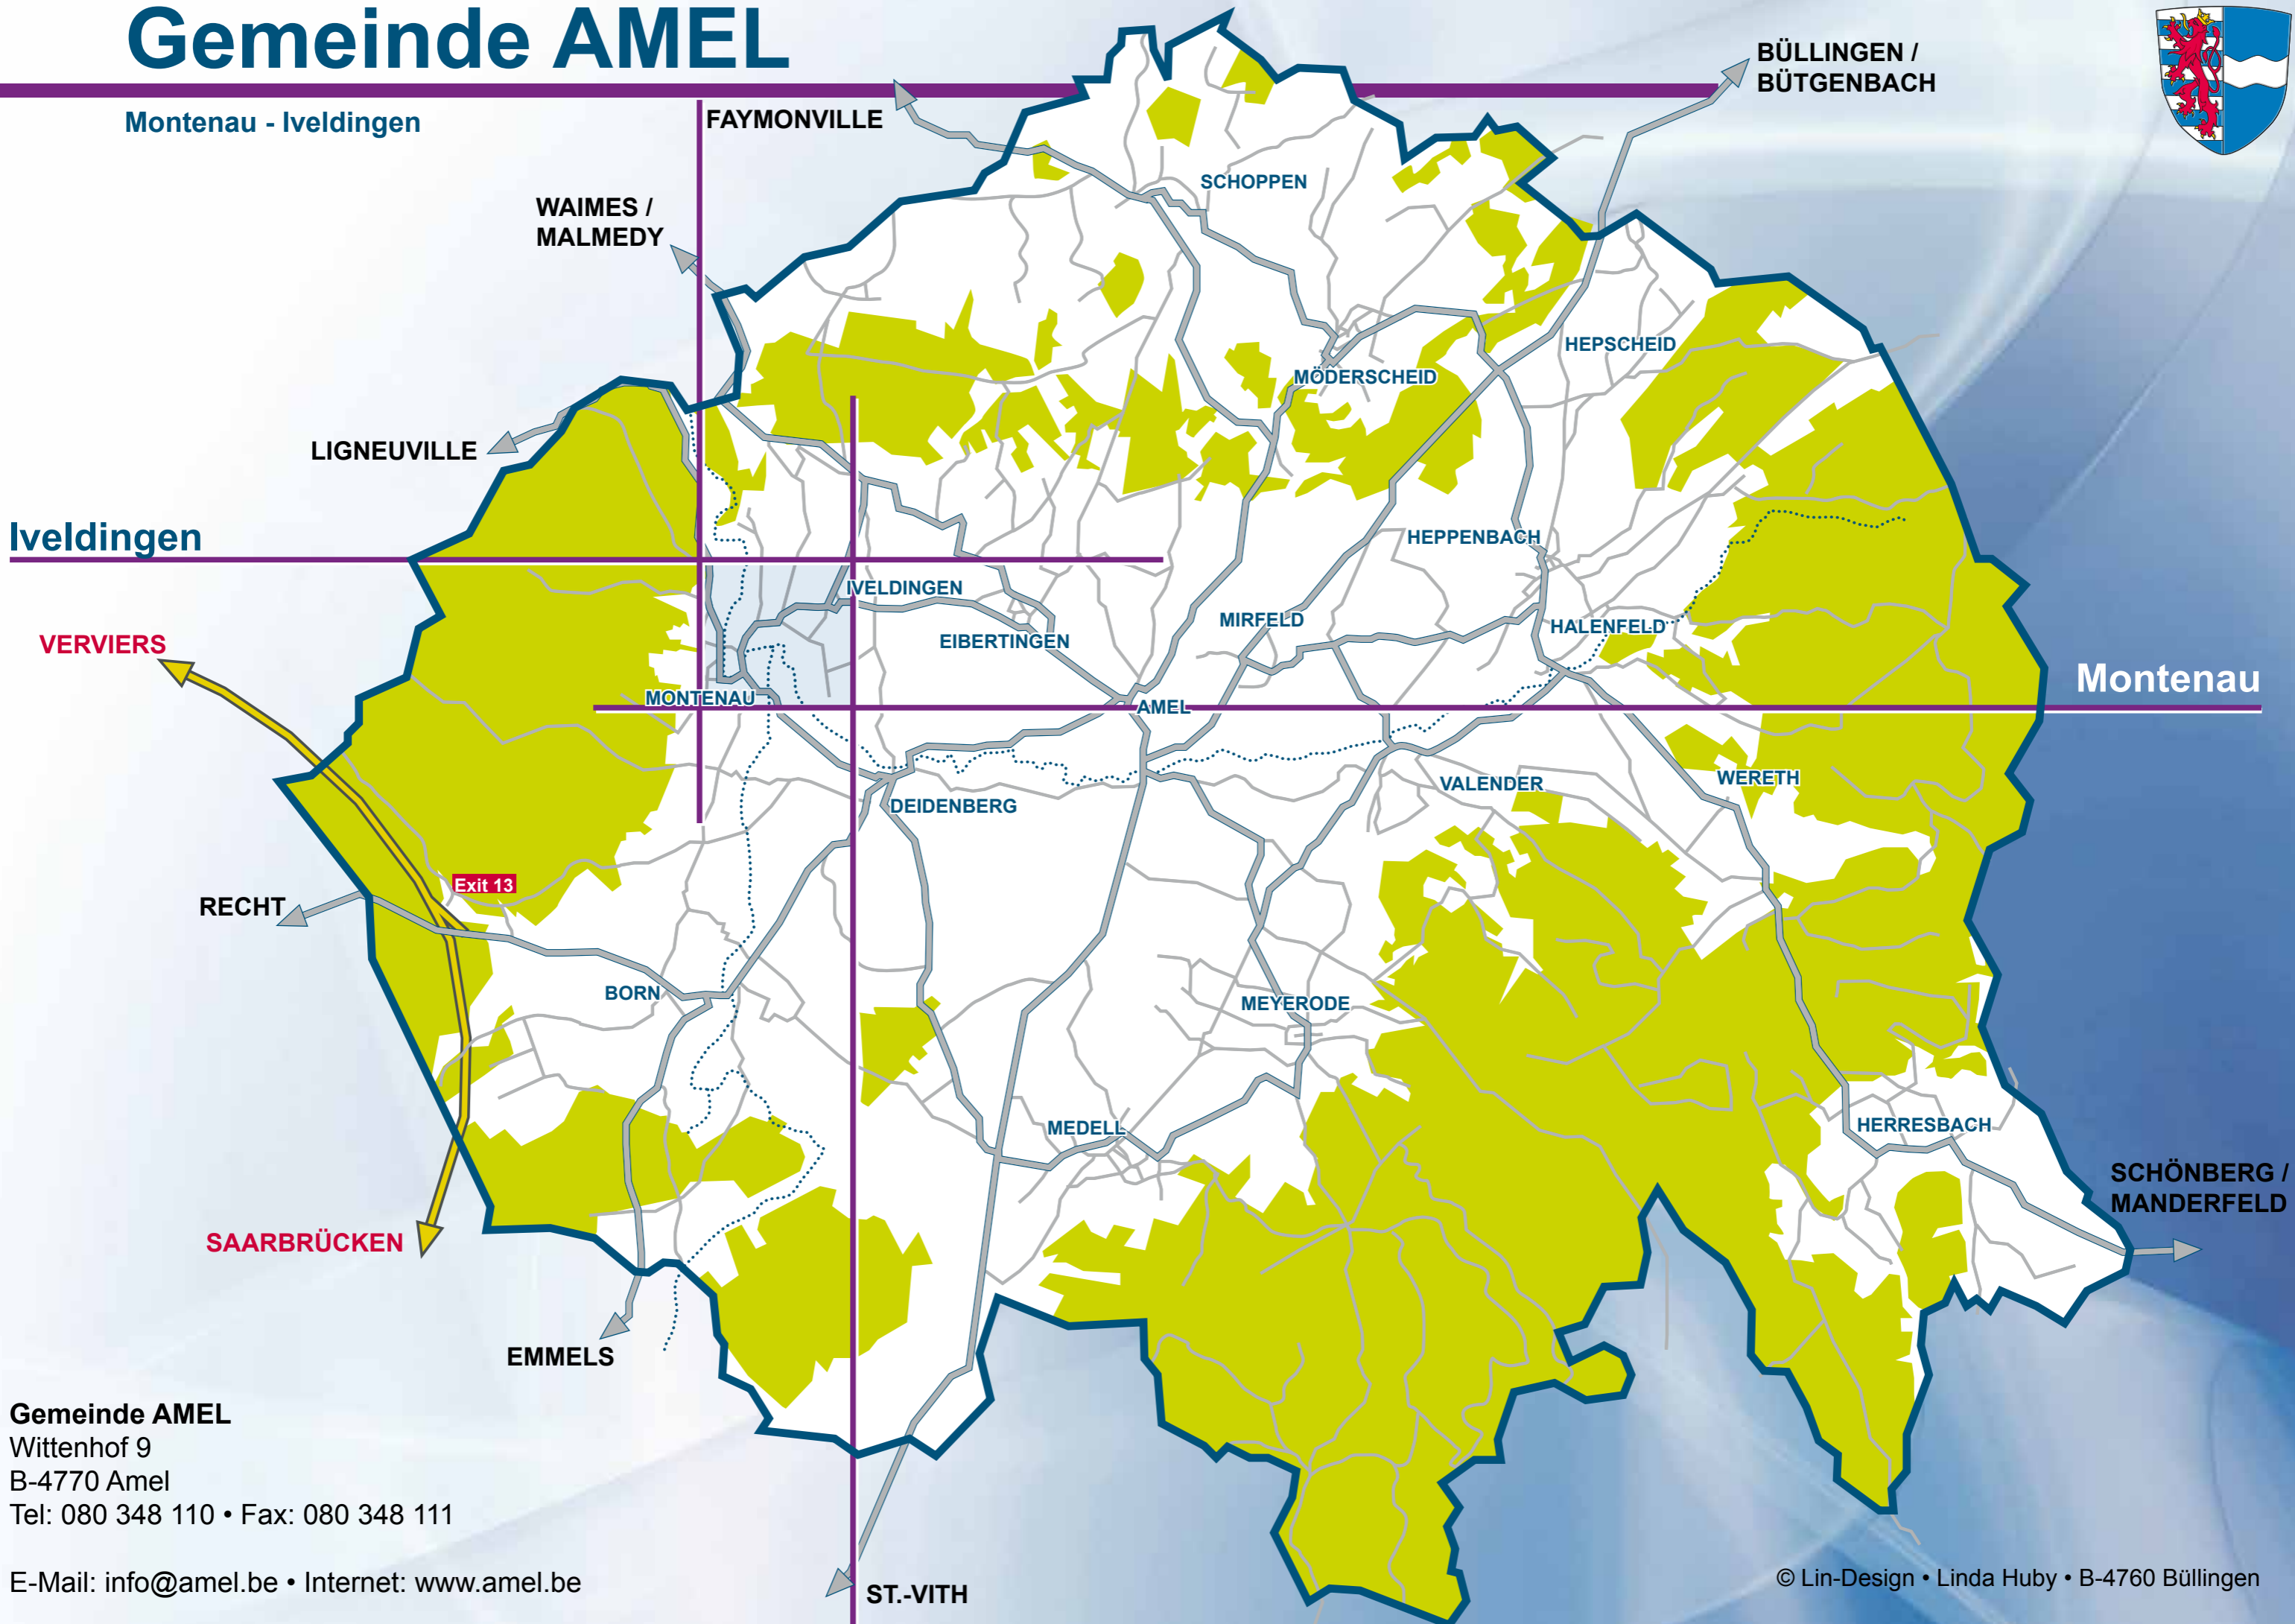 Gemeinde AMEL
Montenau - Iveldingen
BÜLLINGEN /
BÜTGENBACH
FAYMONVILLE
SCHOPPEN
WAIMES /
MALMEDY
HEPSCHEID
MÖDERSCHEID
LIGNEUVILLE
Iveldingen
HEPPENBACH
IVELDINGEN
MIRFELD
HALENFELD
EIBERTINGEN
VERVIERS
Montenau
MONTENAU
AMEL
WERETH
VALENDER
DEIDENBERG
Exit 13
RECHT
BORN
MEYERODE
MEDELL
HERRESBACH
SCHÖNBERG /
MANDERFELD
SAARBRÜCKEN
EMMELS
Gemeinde AMEL
Wittenhof 9
B-4770 Amel
Tel: 080 348 110 • Fax: 080 348 111
E-Mail: info@amel.be • Internet: www.amel.be
ST.-VITH
© Lin-Design • Linda Huby • B-4760 Büllingen